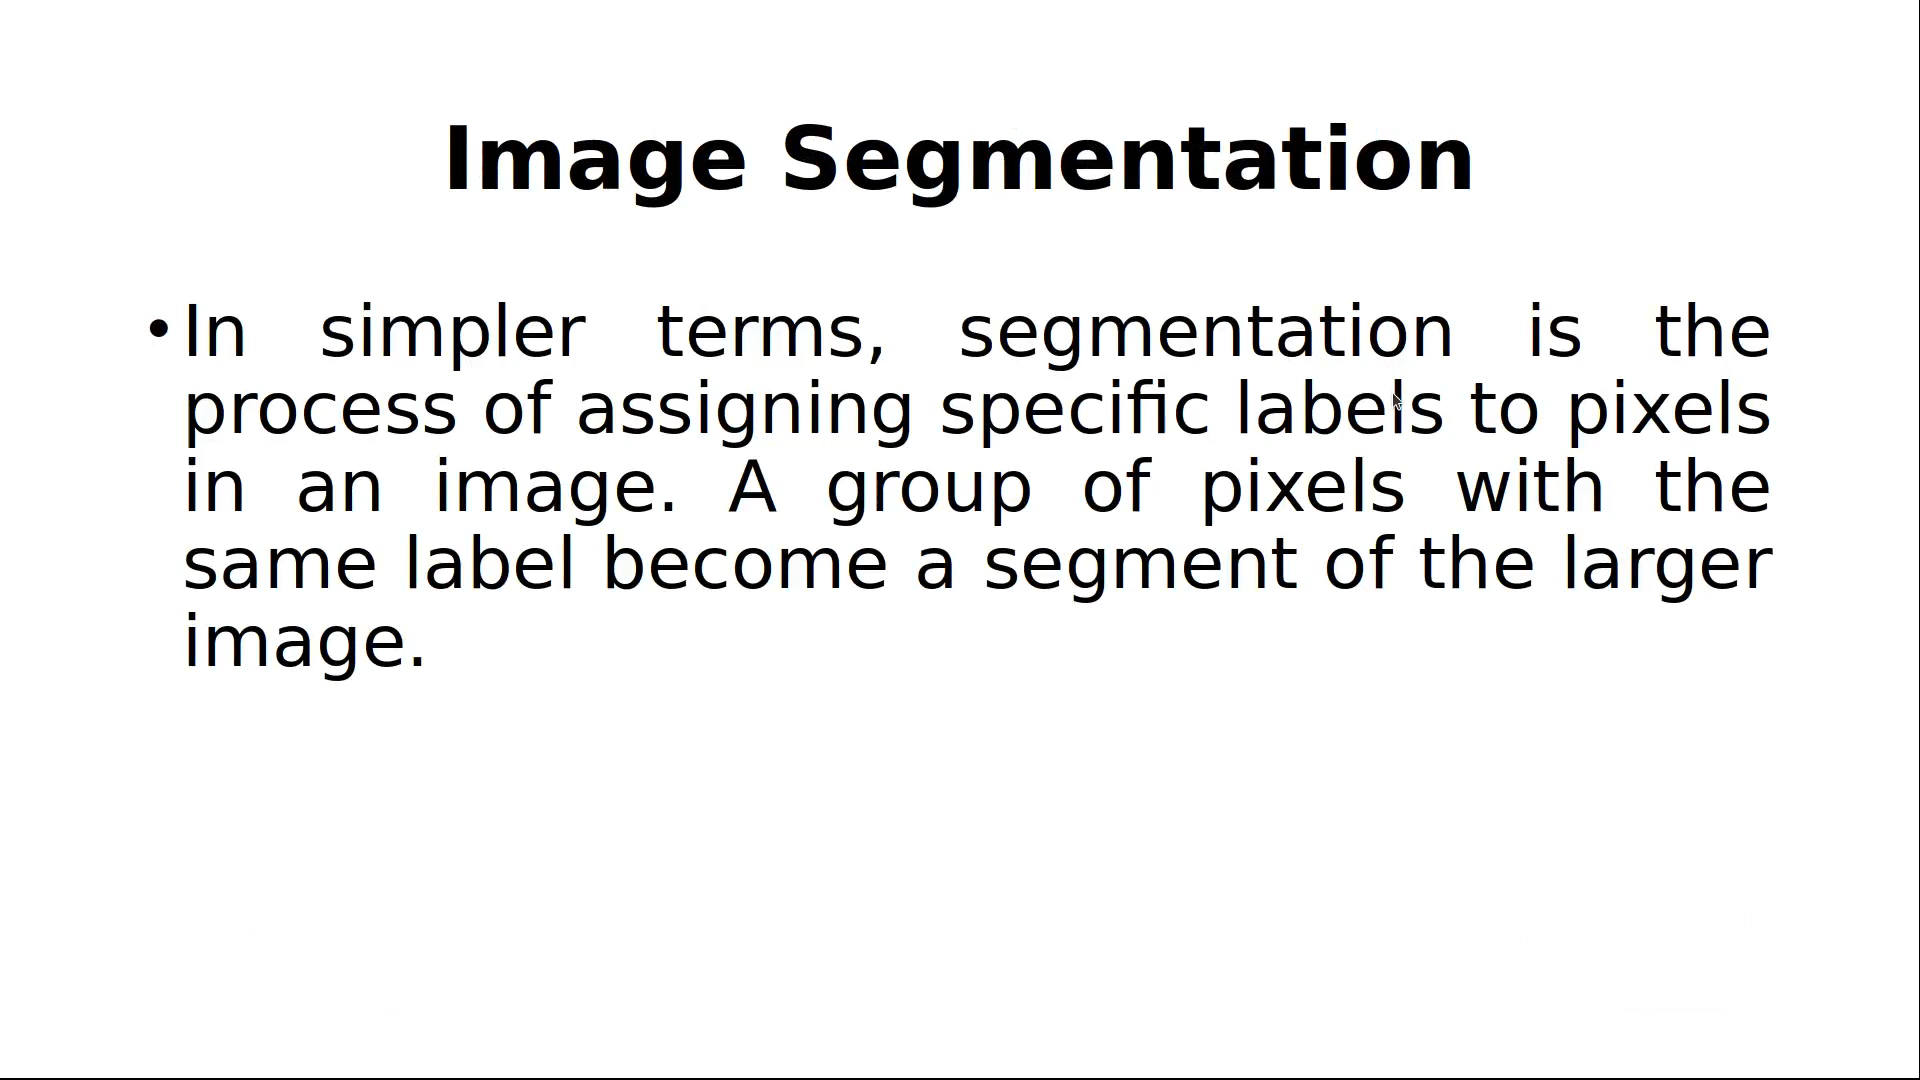 Image Segmentation
• In simpler terms, segmentation is the
process of assigning specific labels to pixels
in an image. A group of pixels with the
same label become a segment of the larger
image.